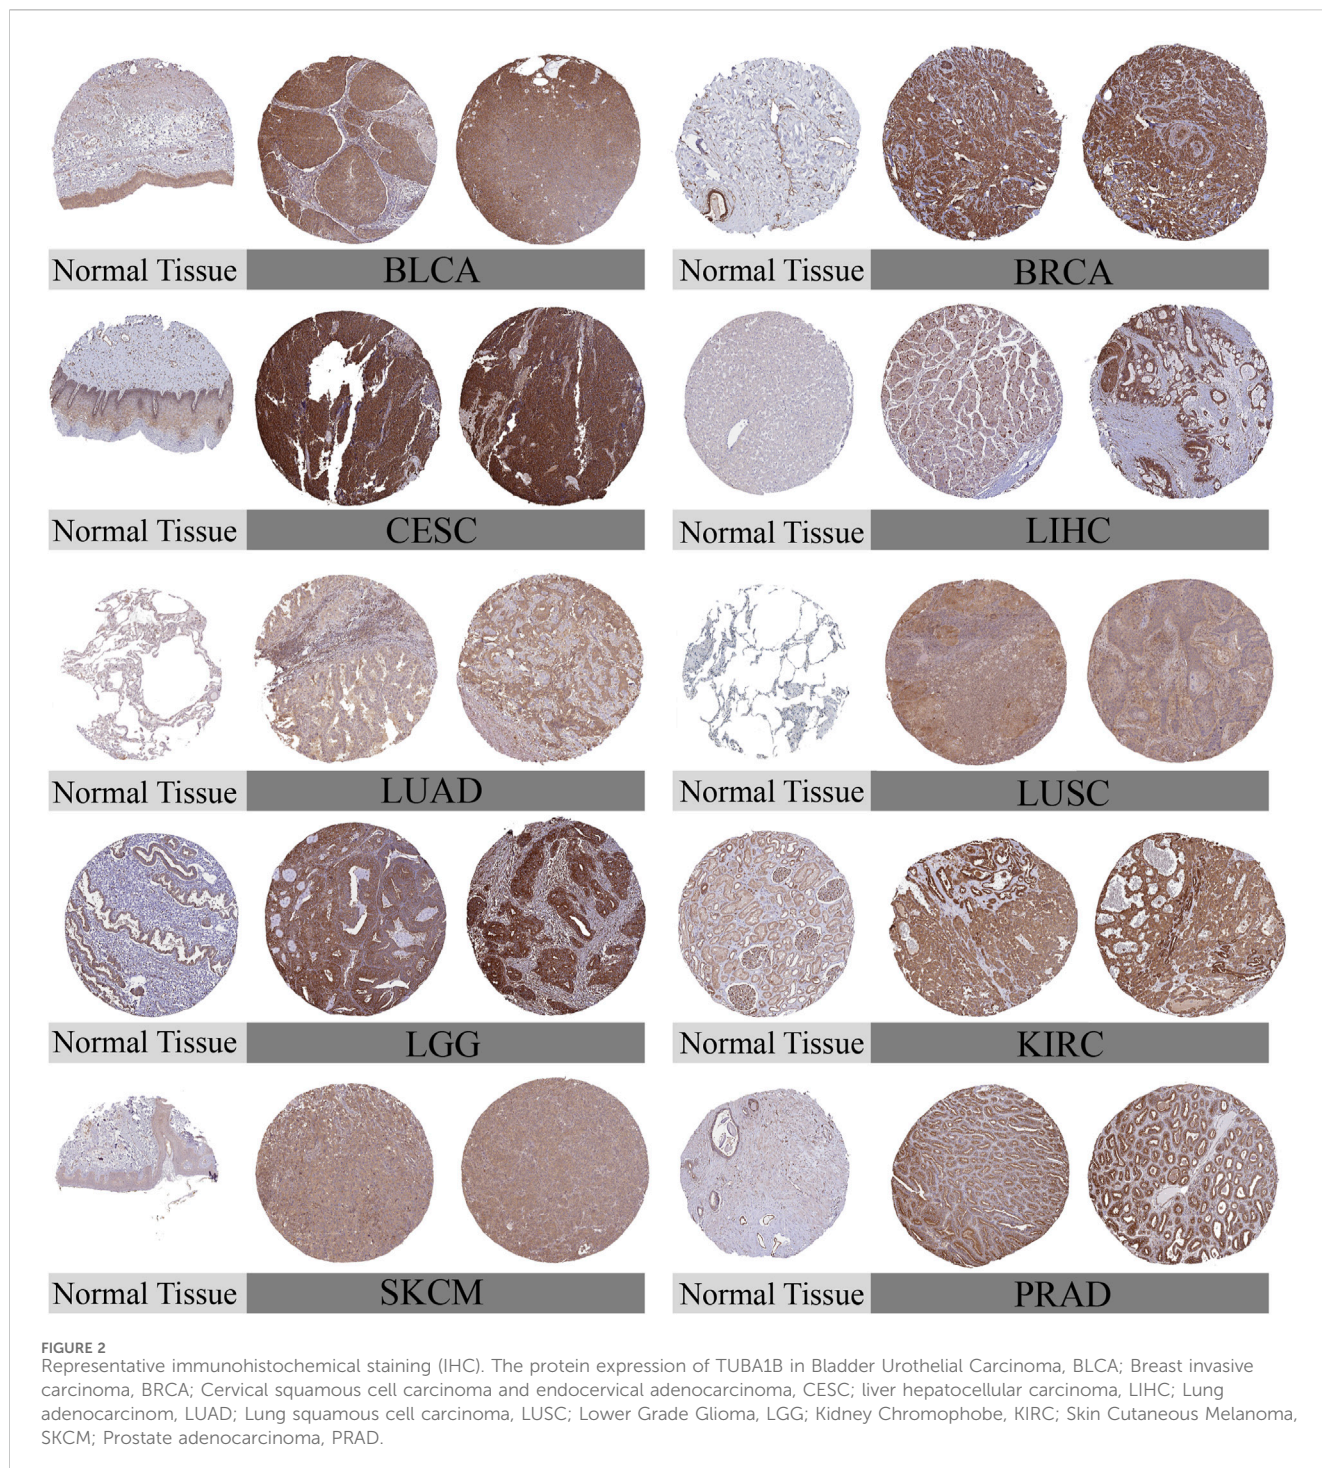 Normal Tissue BLCA Normal Tissue BRCA
Normal Tissue CESC Normal Tissue LIHC
Normal Tissue LUAD Normal Tissue LUSC
Normal Tissue LGG Normal Tissue KIRC
Normal Tissue SKCM Normal Tissue PRAD
FIGURE 2
Representative immunohistochemical staining (IHC). The protein expression of TUBA1B in Bladder Urothelial Carcinoma, BLCA; Breast invasive
carcinoma, BRCA; Cervical squamous cell carcinoma and endocervical adenocarcinoma, CESC; liver hepatocellular carcinoma, LIHC; Lung
adenocarcinom, LUAD; Lung squamous cell carcinoma, LUSC; Lower Grade Glioma, LGG; Kidney Chromophobe, KIRC; Skin Cutaneous Melanoma,
SKCM; Prostate adenocarcinoma, PRAD.